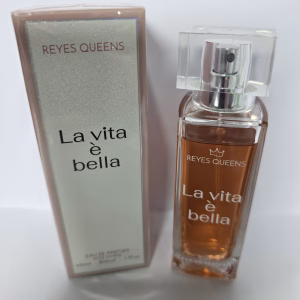 REYES QUEENS
La vita
è
bella
EAU DE PARFUM
REYES QUEENS
La vita
è
bella